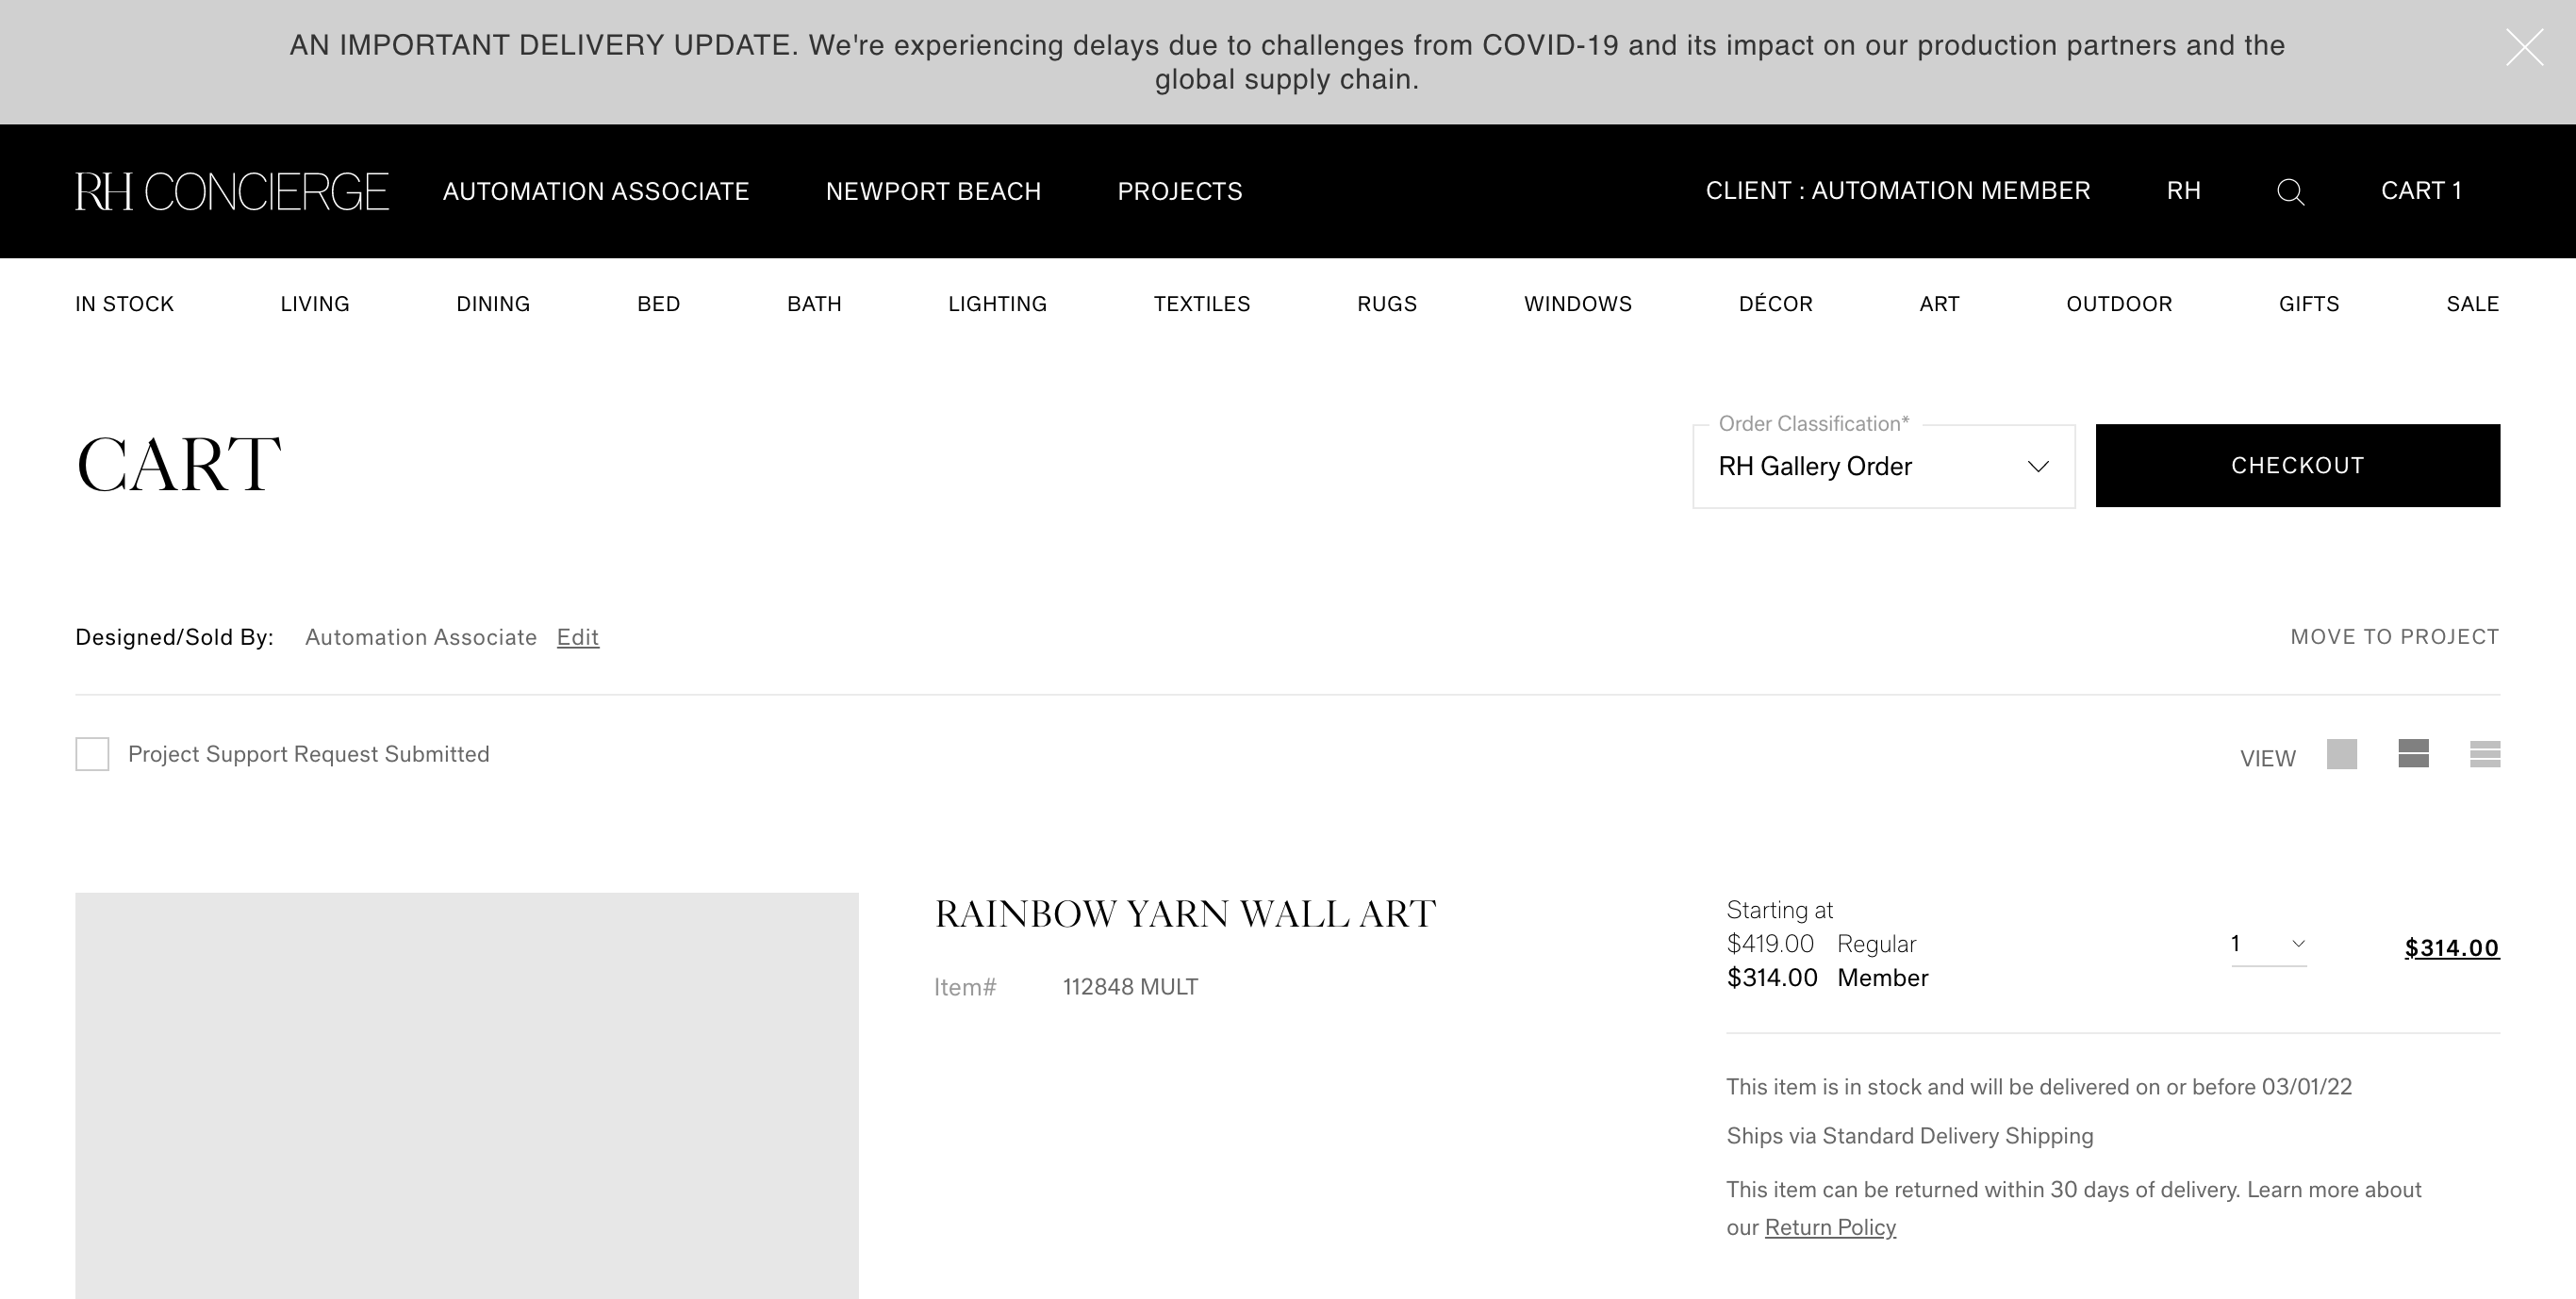 AN IMPORTANT DELIVERY UPDATE. We're experiencing delays due to challenges from COVID-19 and its impact on our production partners and the
global supply chain.
RH CONCIERGE AUTOMATION ASSOCIATE NEWPORT BEACH PROJECTS CLIENT : AUTOMATION MEMBER RH CART 1
IN STOCK LIVING DINING BED BATH LIGHTING TEXTILES RUGS WINDOWS DÉCOR ART OUTDOOR GIFTS SALE
CART
Order Classification*
RH Gallery Order
CHECKOUT
Designed/Sold By: Automation Associate Edit
MOVE TO PROJECT
Project Support Request Submitted
VIEW
RAINBOW YARN WALL ART
Item# 112848 MULT
Starting at
$419.00 Regular
$314.00 Member
1
$314.00
This item is in stock and will be delivered on or before 03/01/22
Ships via Standard Delivery Shipping
This item can be returned within 30 days of delivery. Learn more about
our Return Policy